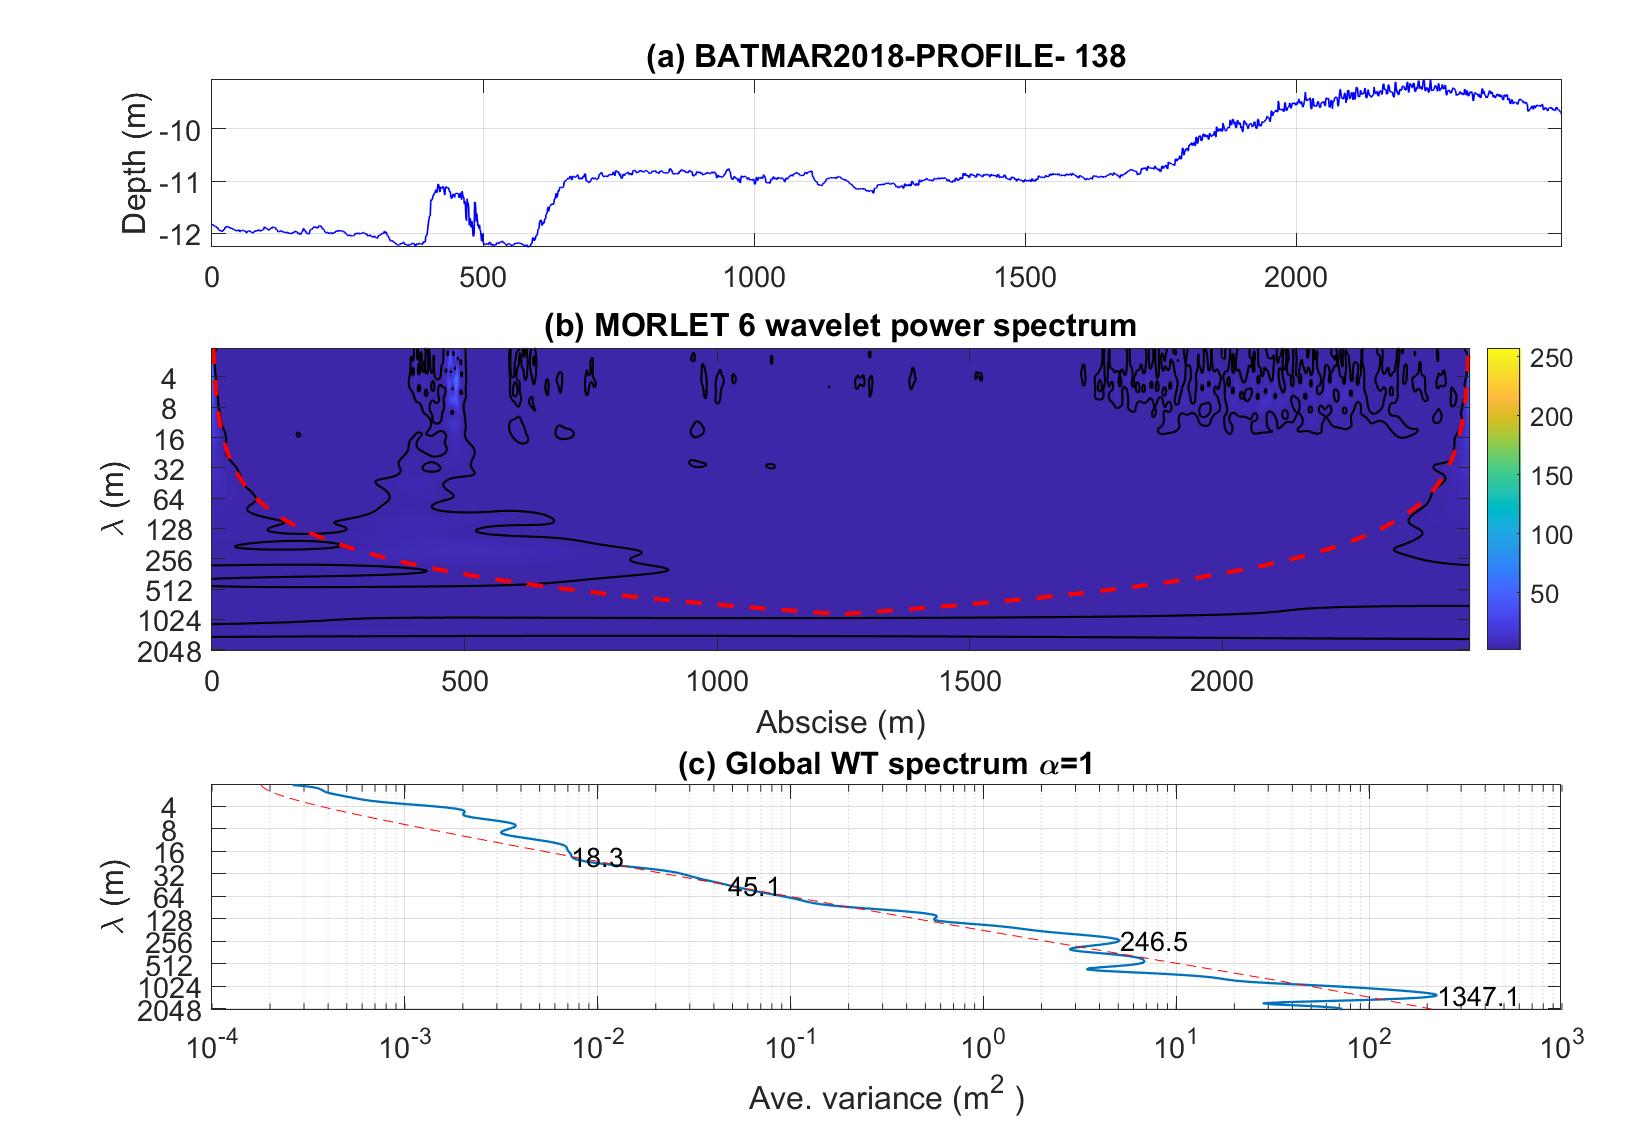 (a) BATMAR2018-PROFILE- 138
Depth (m)
-10
-11
-12
0 500 1000 1500 2000
(b) MORLET 6 wavelet power spectrum
λ (m)
4
8
16
32
64
128
256
512
1024
2048
250
200
150
100
50
0 500 1000 1500 2000
Abscise (m)
(c) Global WT spectrum α=1
λ (m)
4
8
16
32
64
128
256
512
1024
2048
18.3
45.1
246.5
1347.1
10^-4 10^-3 10^-2 10^-1 10^0 10^1 10^2 10^3
Ave. variance (m^2 )